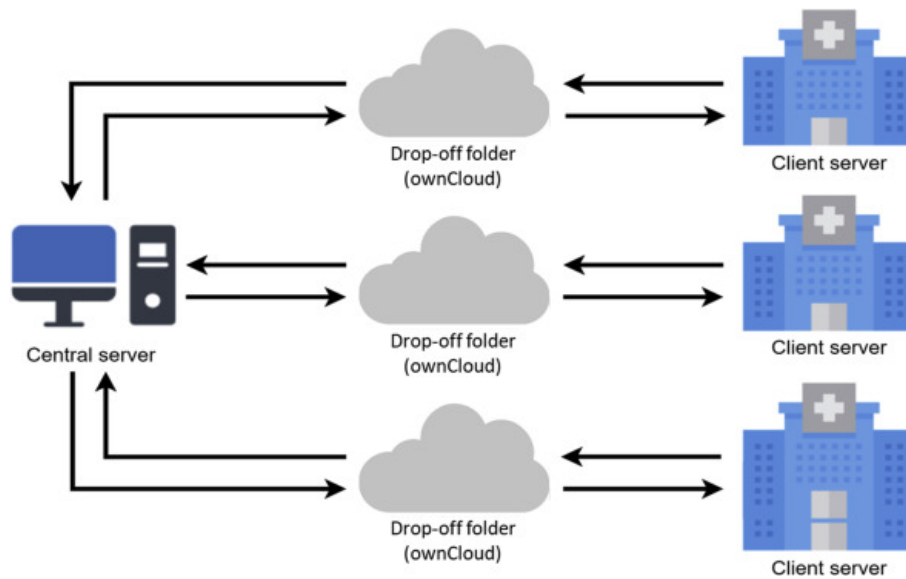 Drop-off folder
(ownCloud)
Client server
Drop-off folder
(ownCloud)
Client server
Central server
Drop-off folder
(ownCloud)
Client server